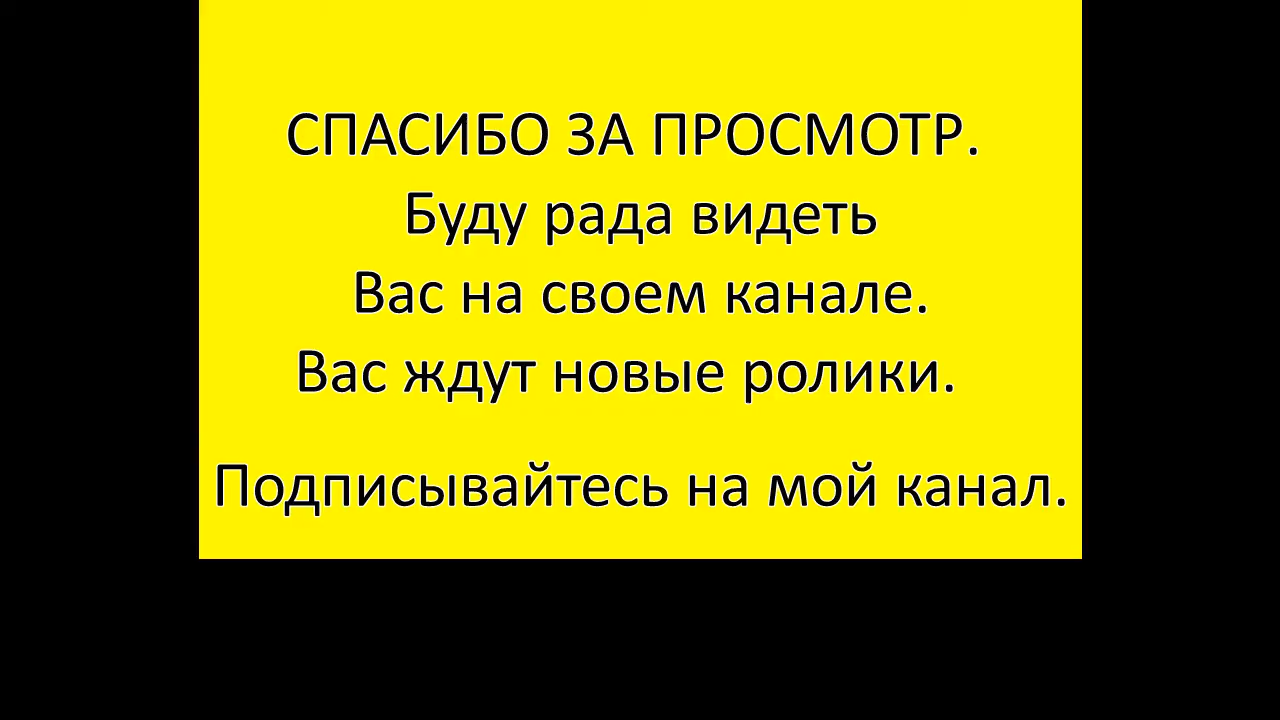 СПАСИБО ЗА ПРОСМОТР.
Буду рада видеть
Вас на своем канале.
Вас ждут новые ролики.
Подписывайтесь на мой канал.